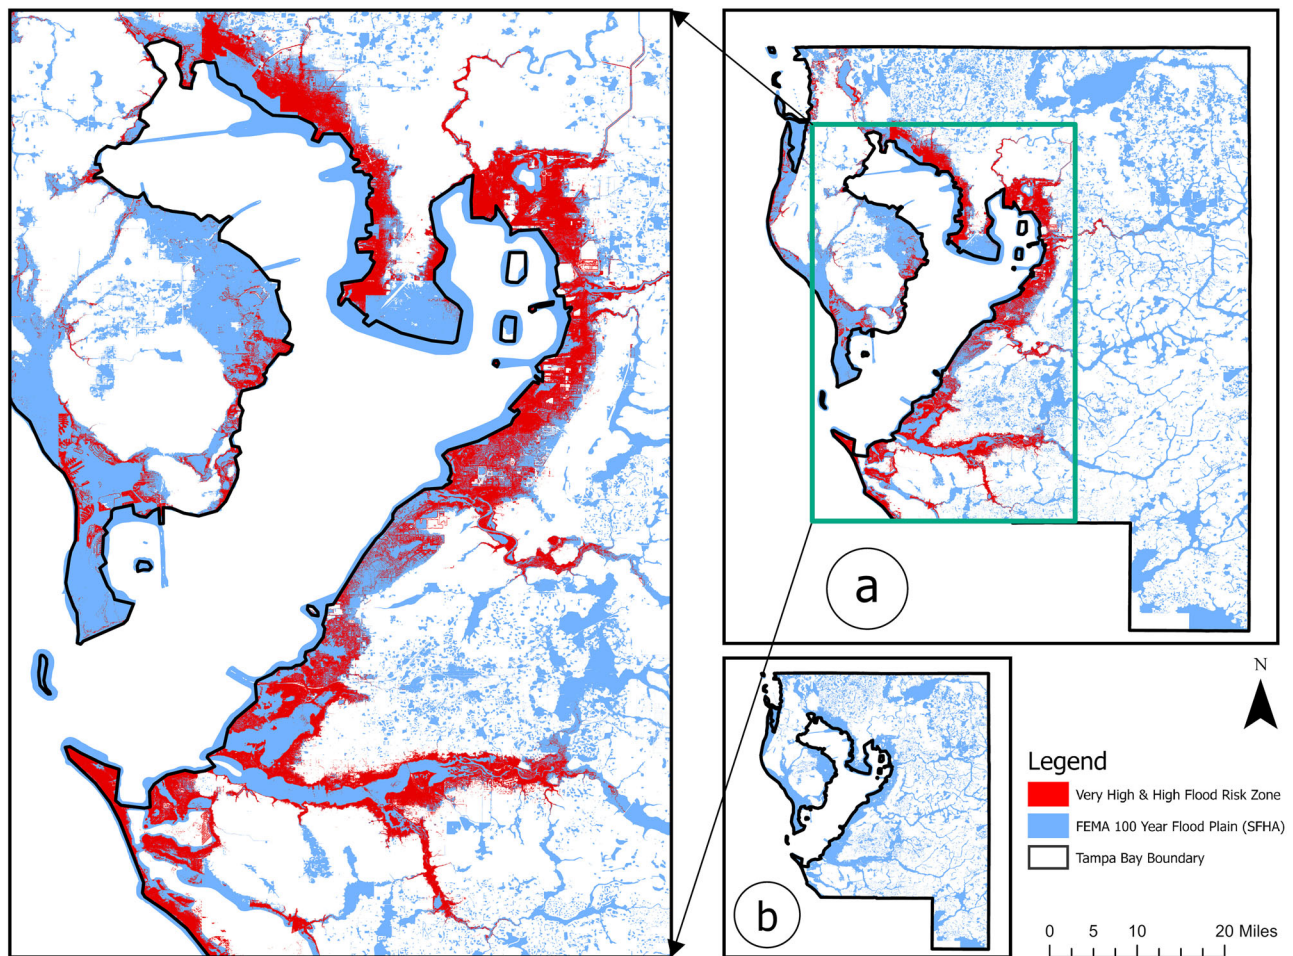 a
b
N
Legend
Very High & High Flood Risk Zone
FEMA 100 Year Flood Plain (SFHA)
Tampa Bay Boundary
0 5 10 20 Miles